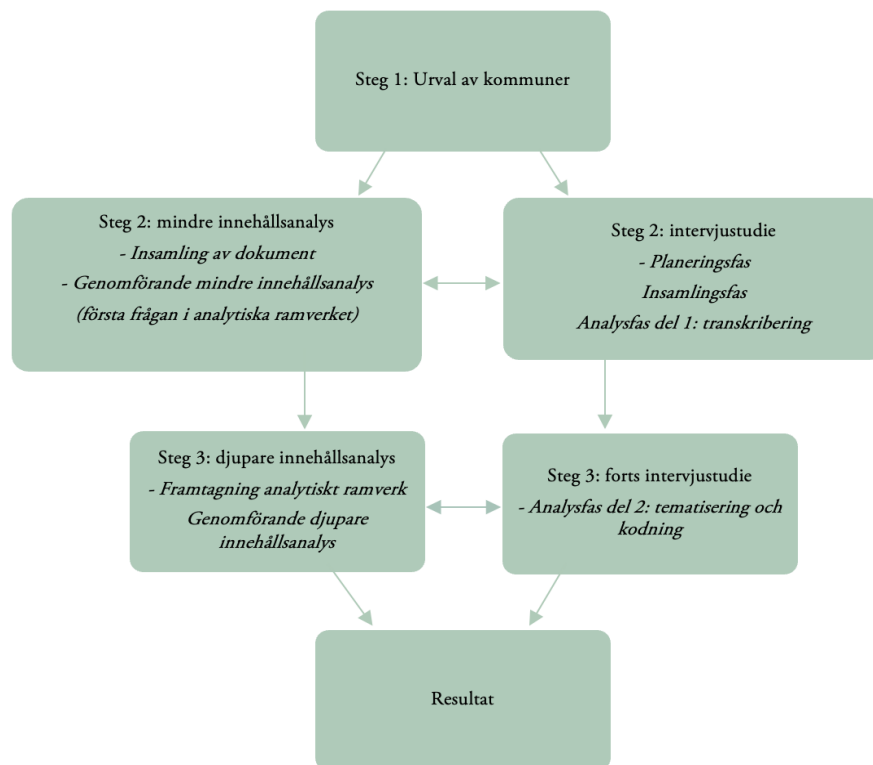 Steg 1: Urval av kommuner
Steg 2: mindre innehållsanalys
- Insamling av dokument
- Genomförande mindre innehållsanalys
(första frågan i analytiska ramverket)
Steg 2: intervjustudie
- Planeringsfas
Insamlingsfas
Analysfas del 1: transkribering
Steg 3: djupare innehållsanalys
- Framtagning analytiskt ramverk
Genomförande djupare
innehållsanalys
Steg 3: forts intervjustudie
- Analysfas del 2: tematisering och
kodning
Resultat